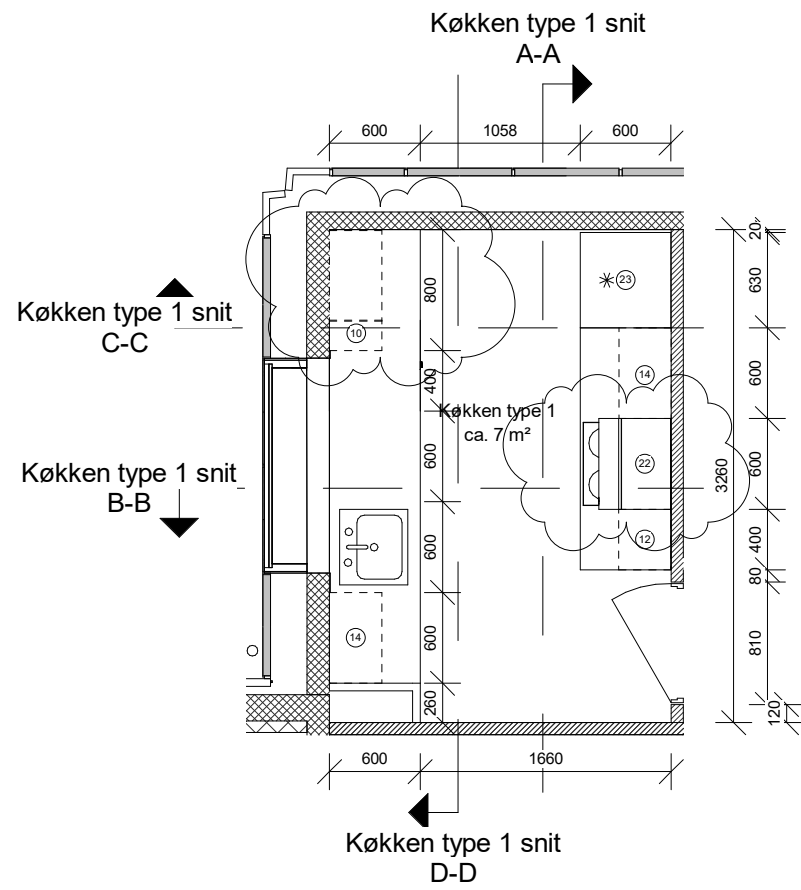 Køkken type 1 snit
A-A
600
1058
600
20
630
23
800
Køkken type 1 snit
C-C
10
400
14
600
Køkken type 1
ca. 7 m²
22
600
3260
600
Køkken type 1 snit
B-B
12
400
600
80
14
600
810
260
120
600
1660
Køkken type 1 snit
D-D